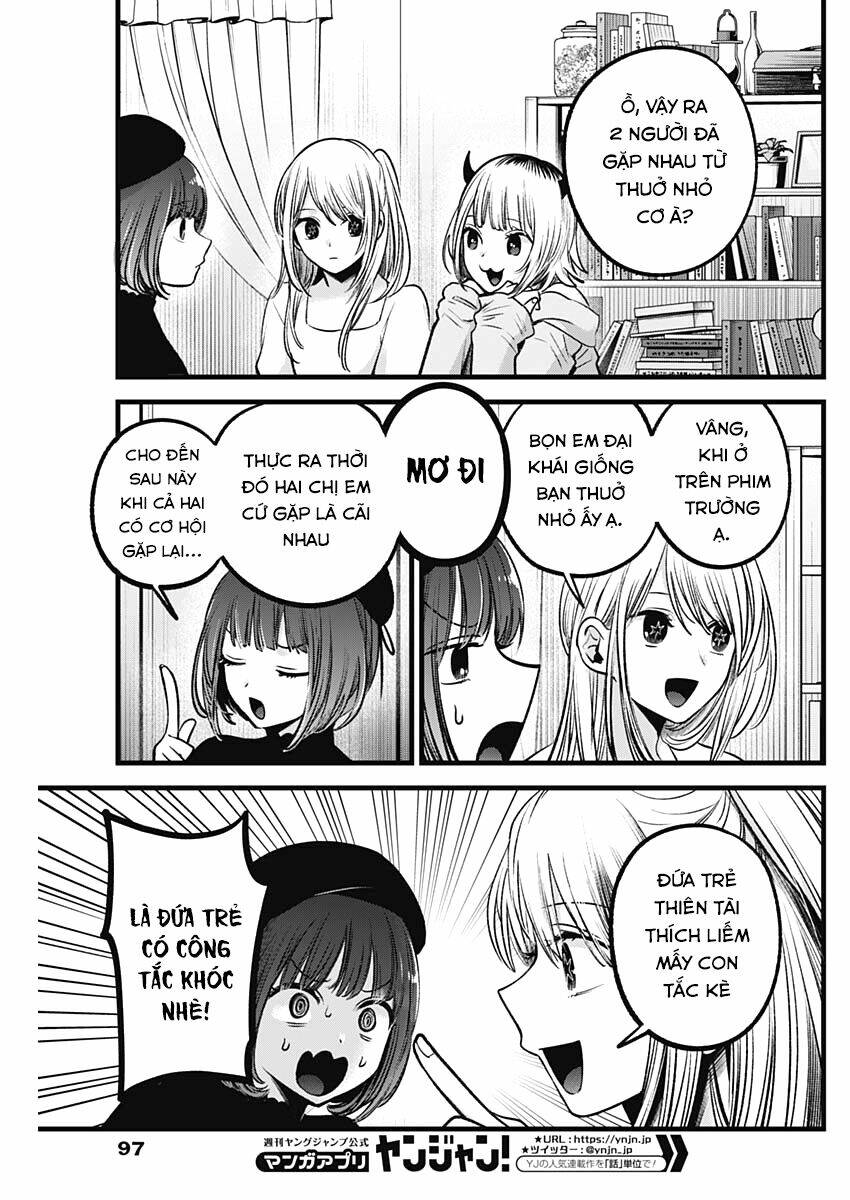 Ồ, VẬY RA
2 NGƯỜI ĐÃ
GẶP NHAU TỪ
THUỞ NHỎ
CƠ À?
VÂNG,
KHI Ở
TRÊN PHIM
TRƯỜNG
Ạ.
BỌN EM ĐẠI
KHÁI GIỐNG
BẠN THUỞ
NHỎ ẤY Ạ.
MƠ ĐI
THỰC RA THỜI
ĐÓ HAI CHỊ EM
CỨ GẶP LÀ CÃI
NHAU
CHO ĐẾN
SAU NÀY
KHI CẢ HAI
CÓ CƠ HỘI
GẶP LẠI...
ĐỨA TRẺ
THIÊN TÀI
THÍCH LIẾM
MẤY CON
TẮC KÈ
LÀ ĐỨA TRẺ
CÓ CÔNG
TẮC KHÓC
NHÈ!
97
週刊ヤングジャンプ公式
マンガアプリ
ヤンジャン!
★URL:https://ynjn.jp
★ツイッター:@ynjn_jp
YJの人気連載作を「話」単位で!